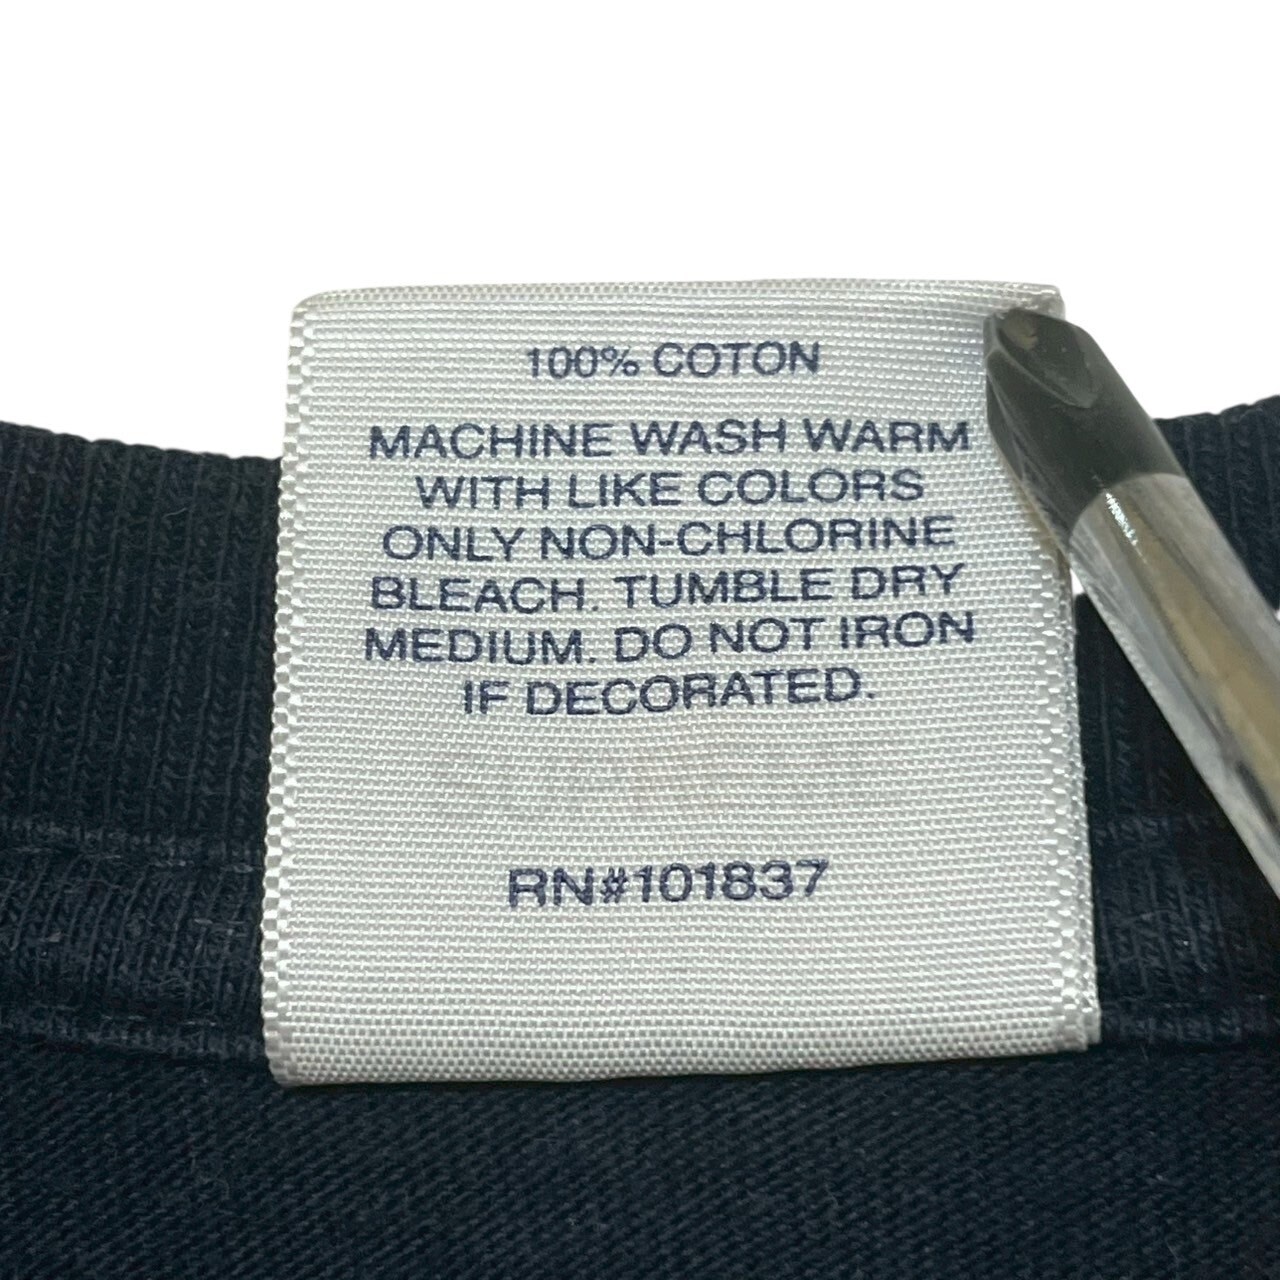 100% COTON
MACHINE WASH WARM
WITH LIKE COLORS
ONLY NON-CHLORINE
BLEACH. TUMBLE DRY
MEDIUM. DO NOT IRON
IF DECORATED.
RN#101837